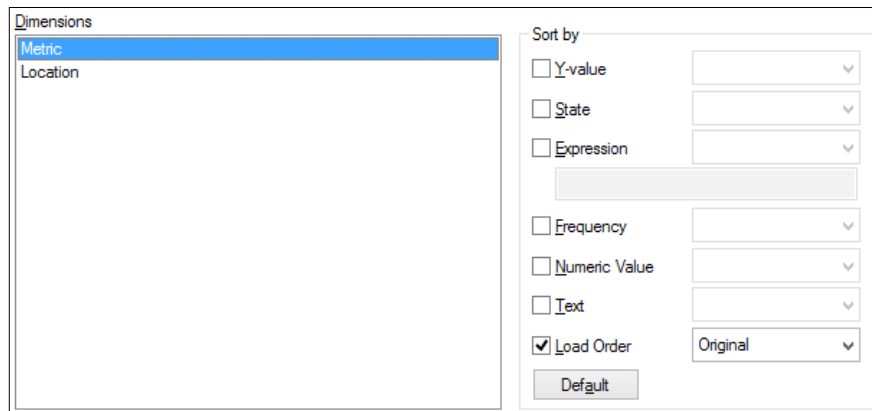 Dimensions
Metric
Location
Sort by
Y-value
State
Expression
Frequency
Numeric Value
Text
Load Order Original
Default